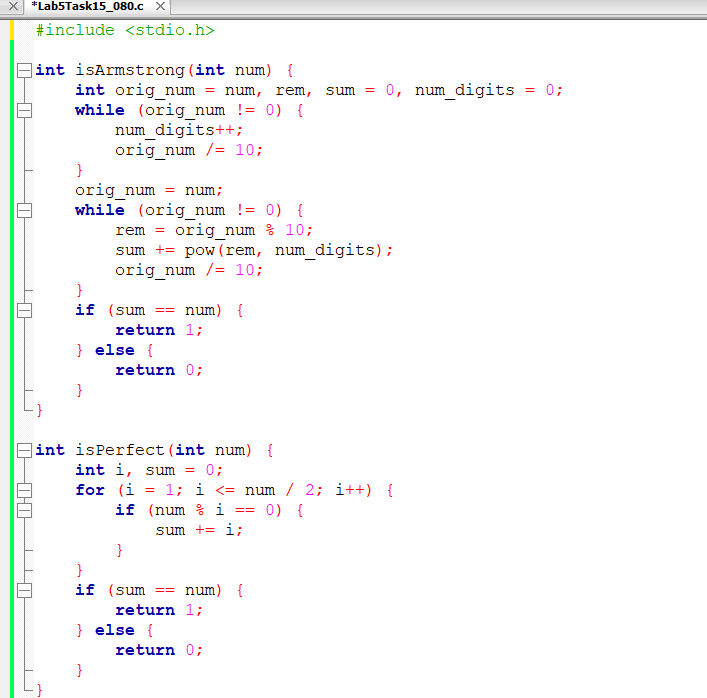 *Lab5Task15_080.c
#include <stdio.h>
int isArmstrong(int num) {
    int orig_num = num, rem, sum = 0, num_digits = 0;
    while (orig_num != 0) {
        num_digits++;
        orig_num /= 10;
    }
    orig_num = num;
    while (orig_num != 0) {
        rem = orig_num % 10;
        sum += pow(rem, num_digits);
        orig_num /= 10;
    }
    if (sum == num) {
        return 1;
    } else {
        return 0;
    }
}
int isPerfect(int num) {
    int i, sum = 0;
    for (i = 1; i <= num / 2; i++) {
        if (num % i == 0) {
            sum += i;
        }
    }
    if (sum == num) {
        return 1;
    } else {
        return 0;
    }
}